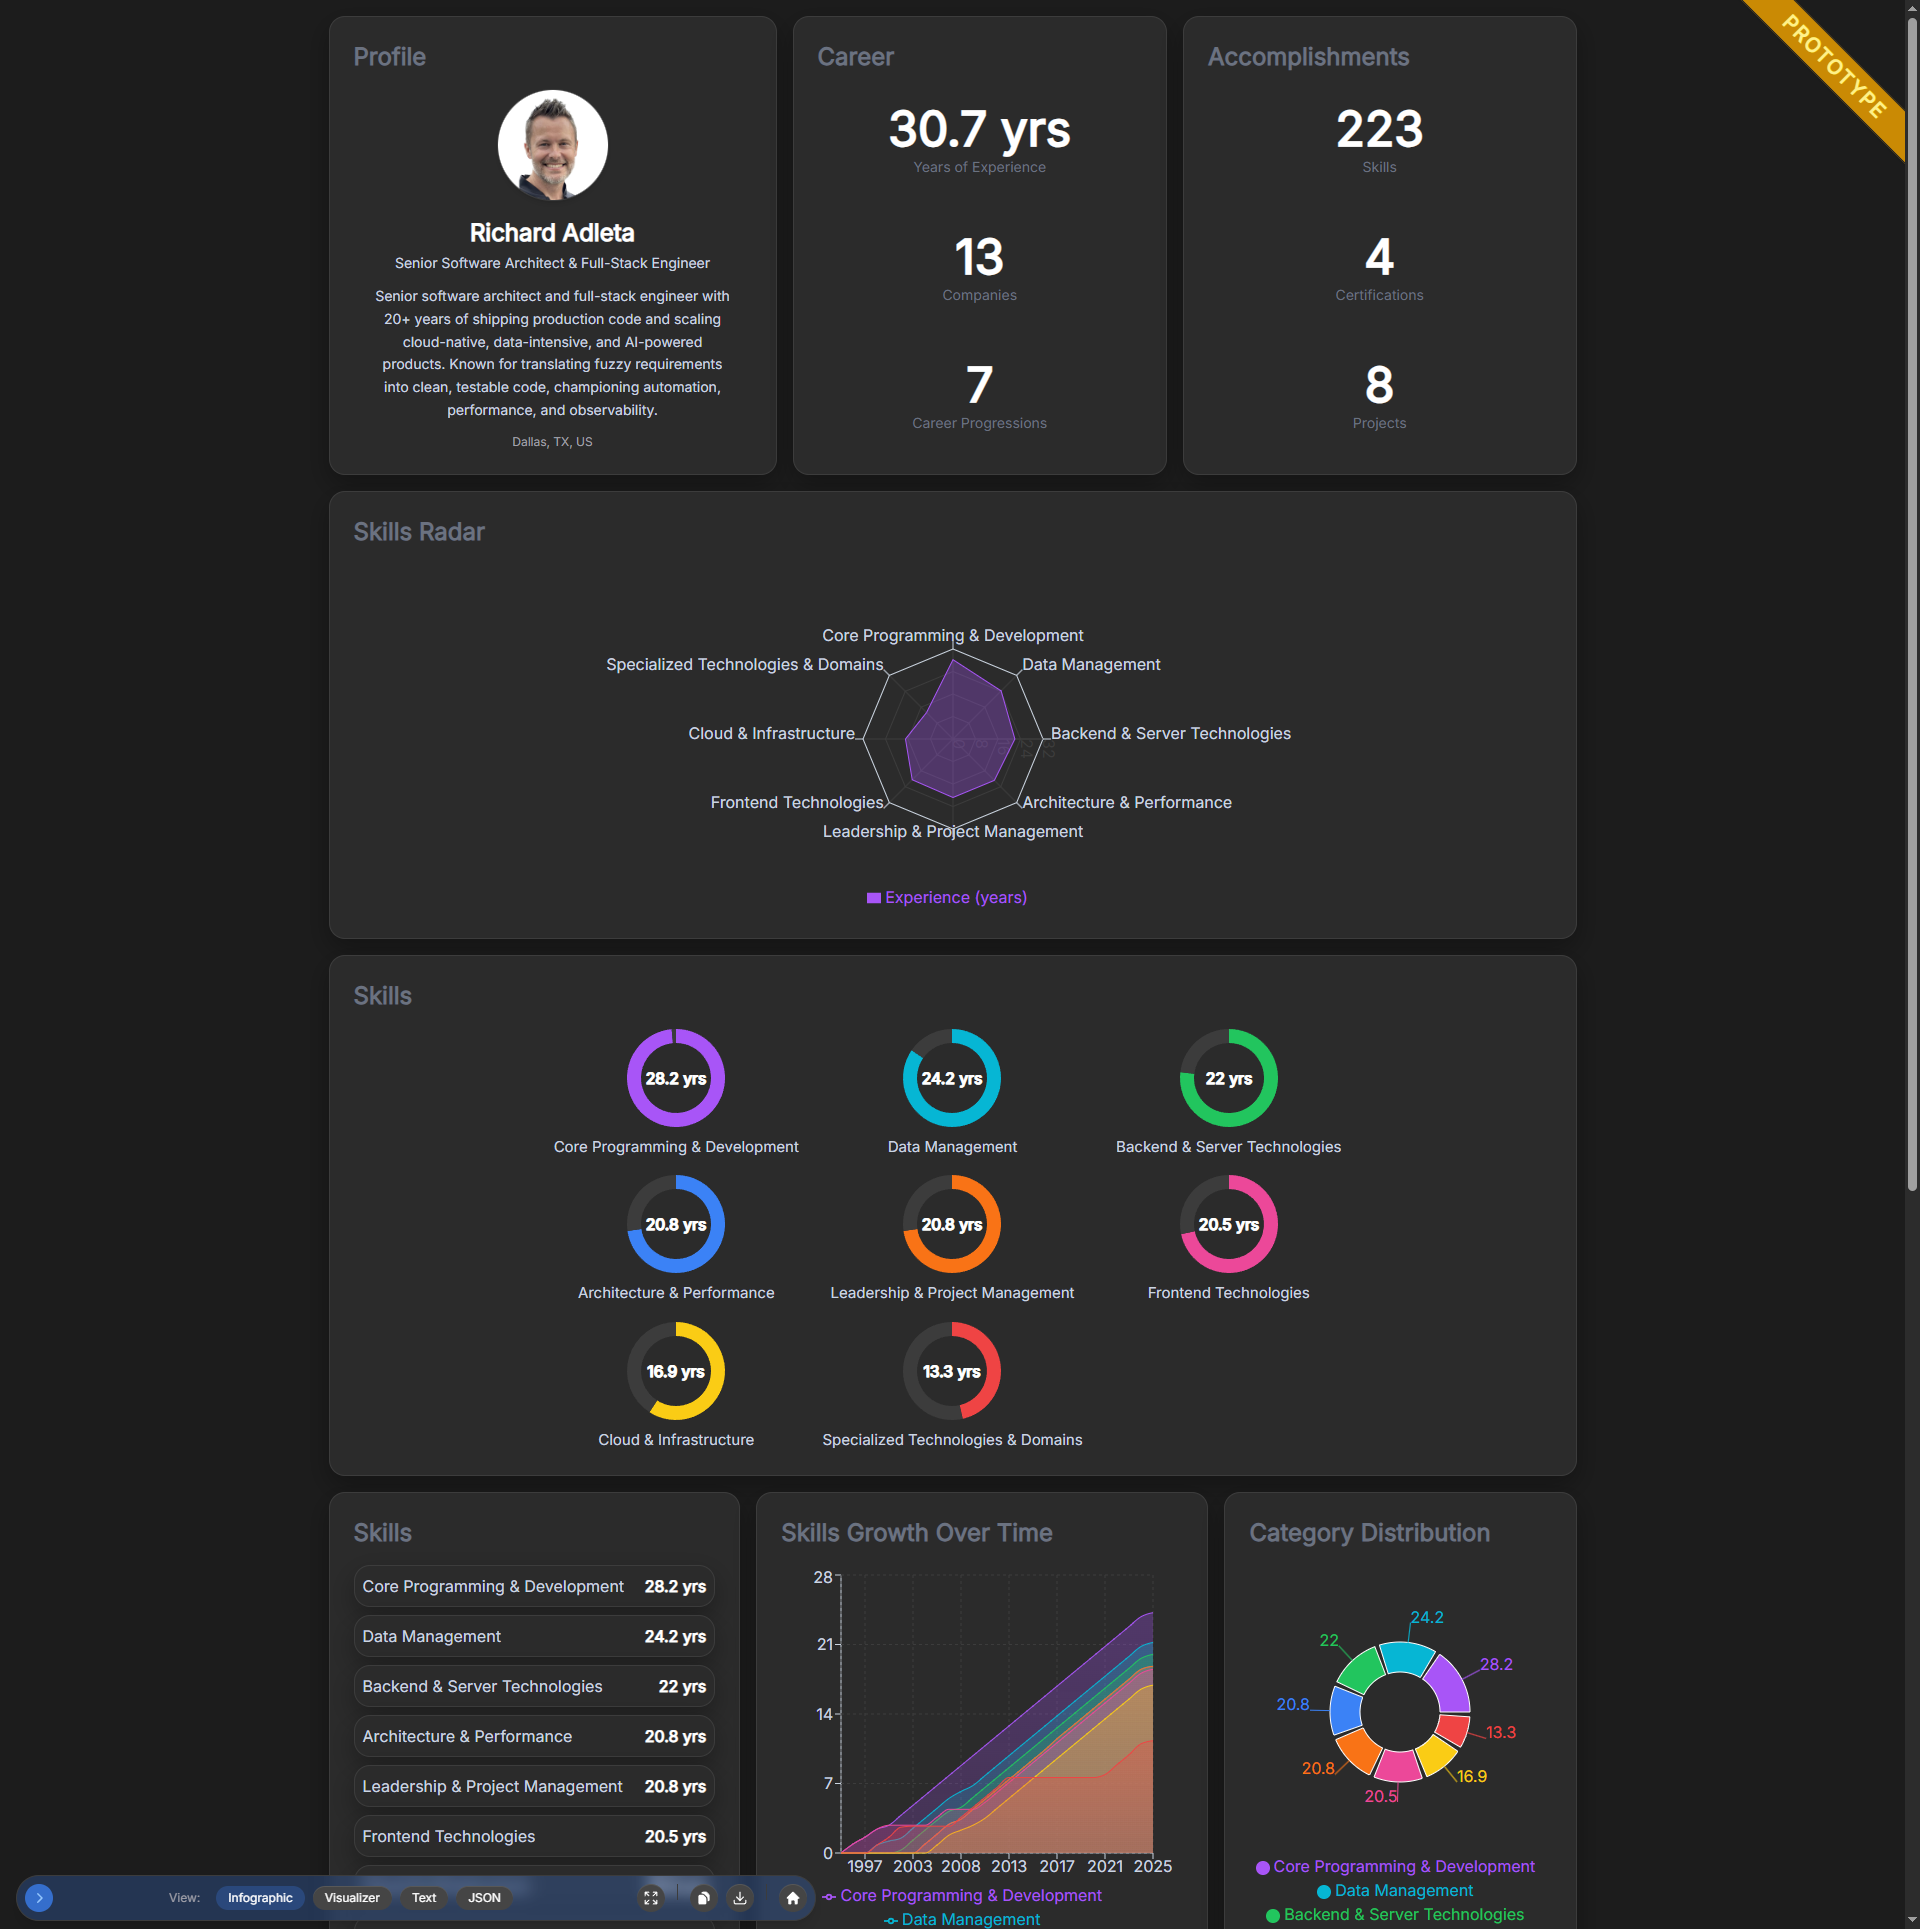 PROTOTYPE
Profile
Richard Adleta
Senior Software Architect & Full-Stack Engineer
Senior software architect and full-stack engineer with
20+ years of shipping production code and scaling
cloud-native, data-intensive, and AI-powered
products. Known for translating fuzzy requirements
into clean, testable code, championing automation,
performance, and observability.
Dallas, TX, US
Career
30.7 yrs
Years of Experience
13
Companies
7
Career Progressions
Accomplishments
223
Skills
4
Certifications
8
Projects
Skills Radar
Core Programming & Development
Specialized Technologies & Domains
Data Management
Cloud & Infrastructure
Backend & Server Technologies
Frontend Technologies
Architecture & Performance
Leadership & Project Management
0 8 16 24 32
Experience (years)
Skills
28.2 yrs
Core Programming & Development
24.2 yrs
Data Management
22 yrs
Backend & Server Technologies
20.8 yrs
Architecture & Performance
20.8 yrs
Leadership & Project Management
20.5 yrs
Frontend Technologies
16.9 yrs
Cloud & Infrastructure
13.3 yrs
Specialized Technologies & Domains
Skills
Core Programming & Development 28.2 yrs
Data Management 24.2 yrs
Backend & Server Technologies 22 yrs
Architecture & Performance 20.8 yrs
Leadership & Project Management 20.8 yrs
Frontend Technologies 20.5 yrs
Skills Growth Over Time
28
21
14
7
0
1997 2003 2008 2013 2017 2021 2025
Core Programming & Development
Data Management
Category Distribution
24.2
22
28.2
20.8
13.3
20.8
16.9
20.5
Core Programming & Development
Data Management
Backend & Server Technologies
View: Infographic Visualizer Text JSON